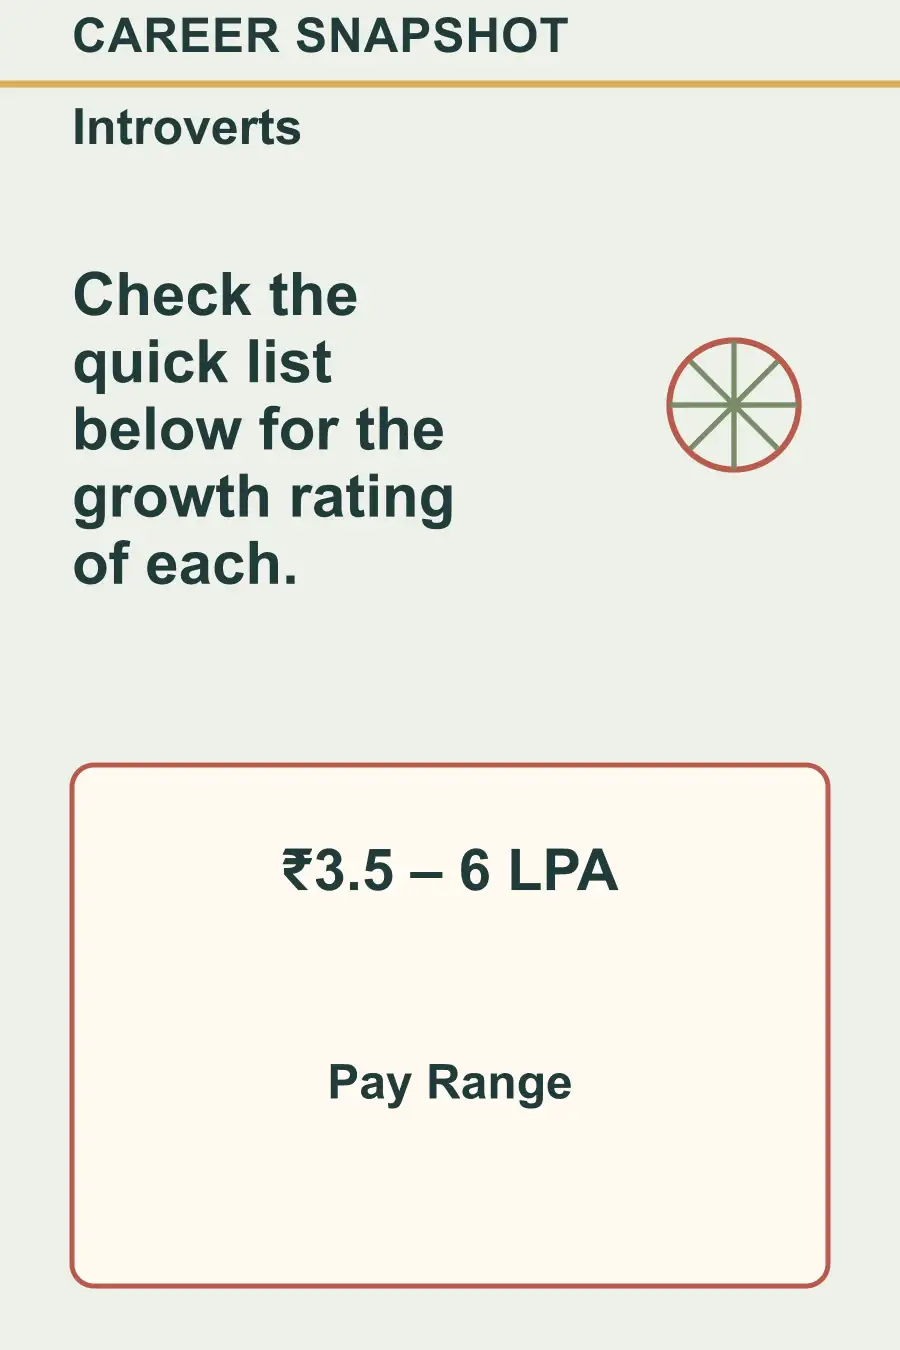 CAREER SNAPSHOT
Introverts
Check the
quick list
below for the
growth rating
of each.
₹3.5 – 6 LPA
Pay Range